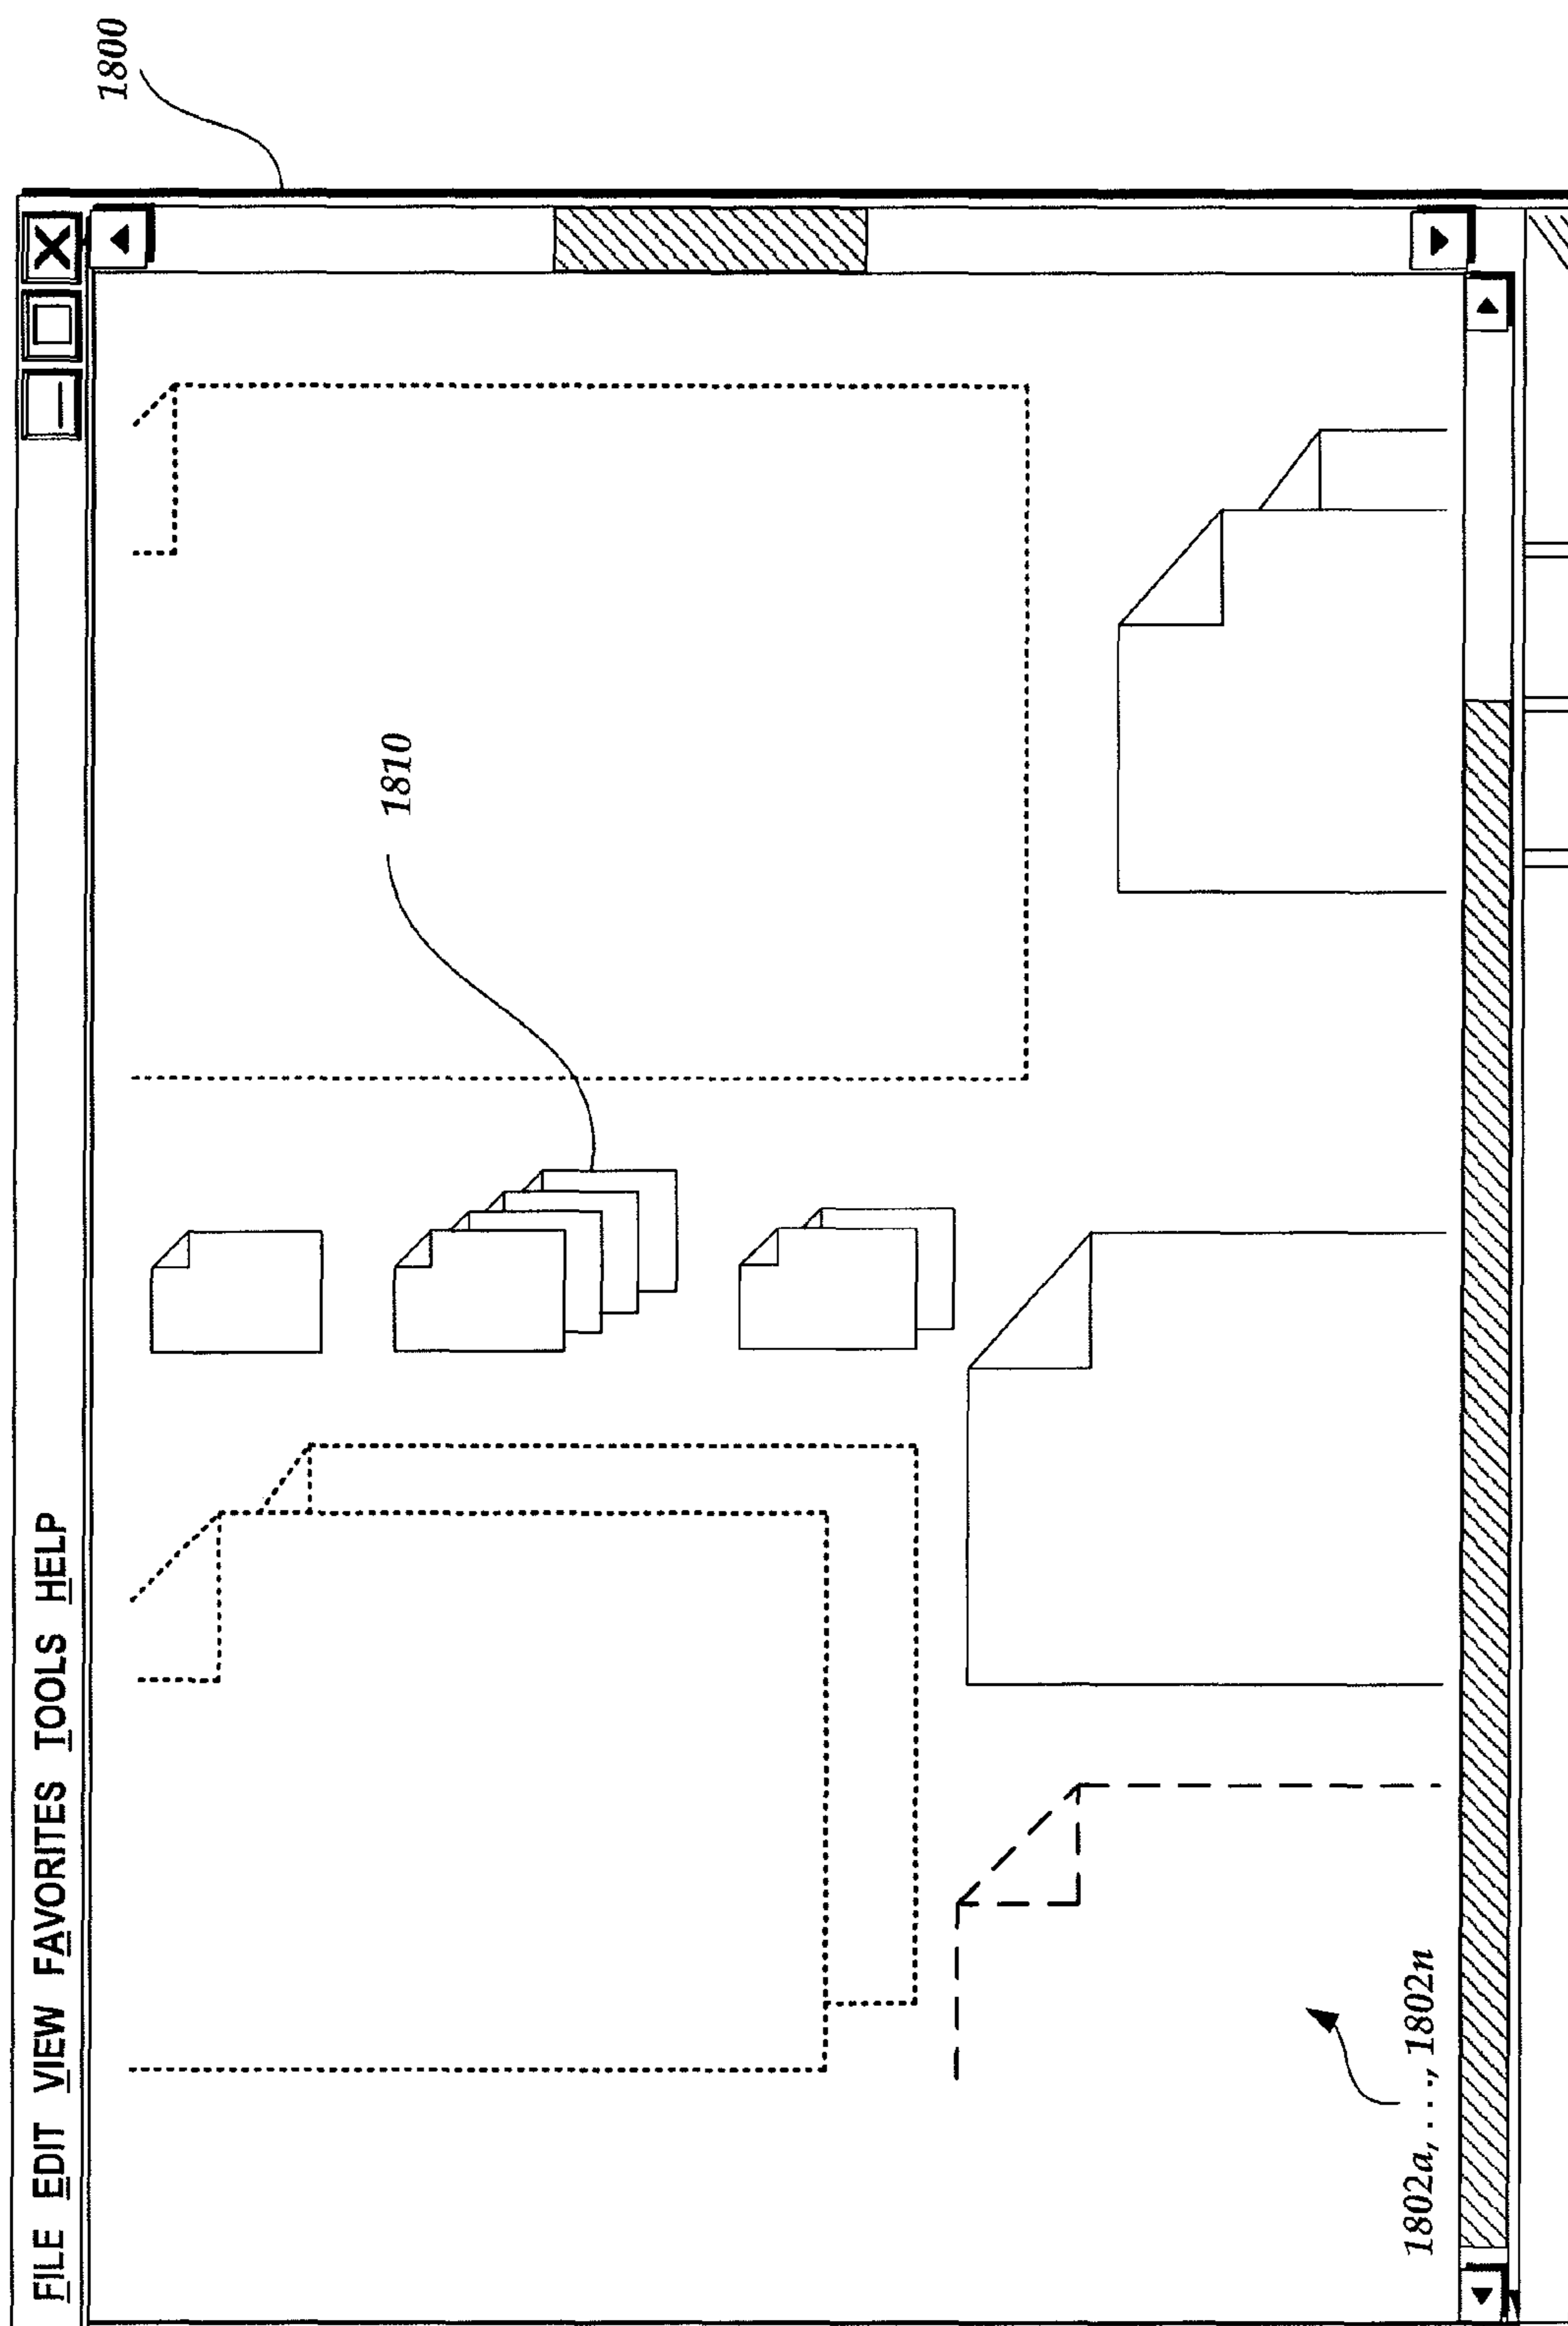 1800
FILE EDIT VIEW FAVORITES TOOLS HELP
1810
1802a, . . ., 1802n